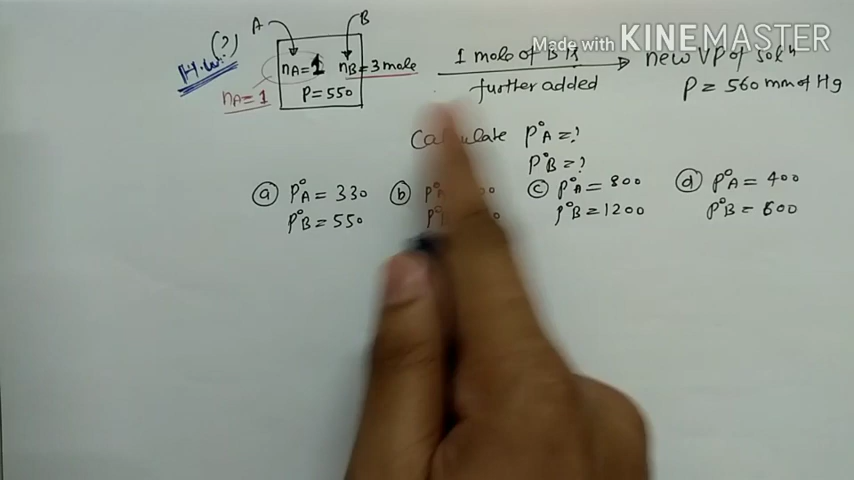 A
B
(?)
H.W.
nA=1
nB=3 mole
P=550
nA=1
1 mole of B is
further added
new VP of solⁿ
P = 560 mm of Hg
Made with KINEMASTER
Calculate P°A=?
P°B=?
(a) P°A = 330
P°B = 550
(b)
(c) P°A = 800
P°B = 1200
(d) P°A = 400
P°B = 600